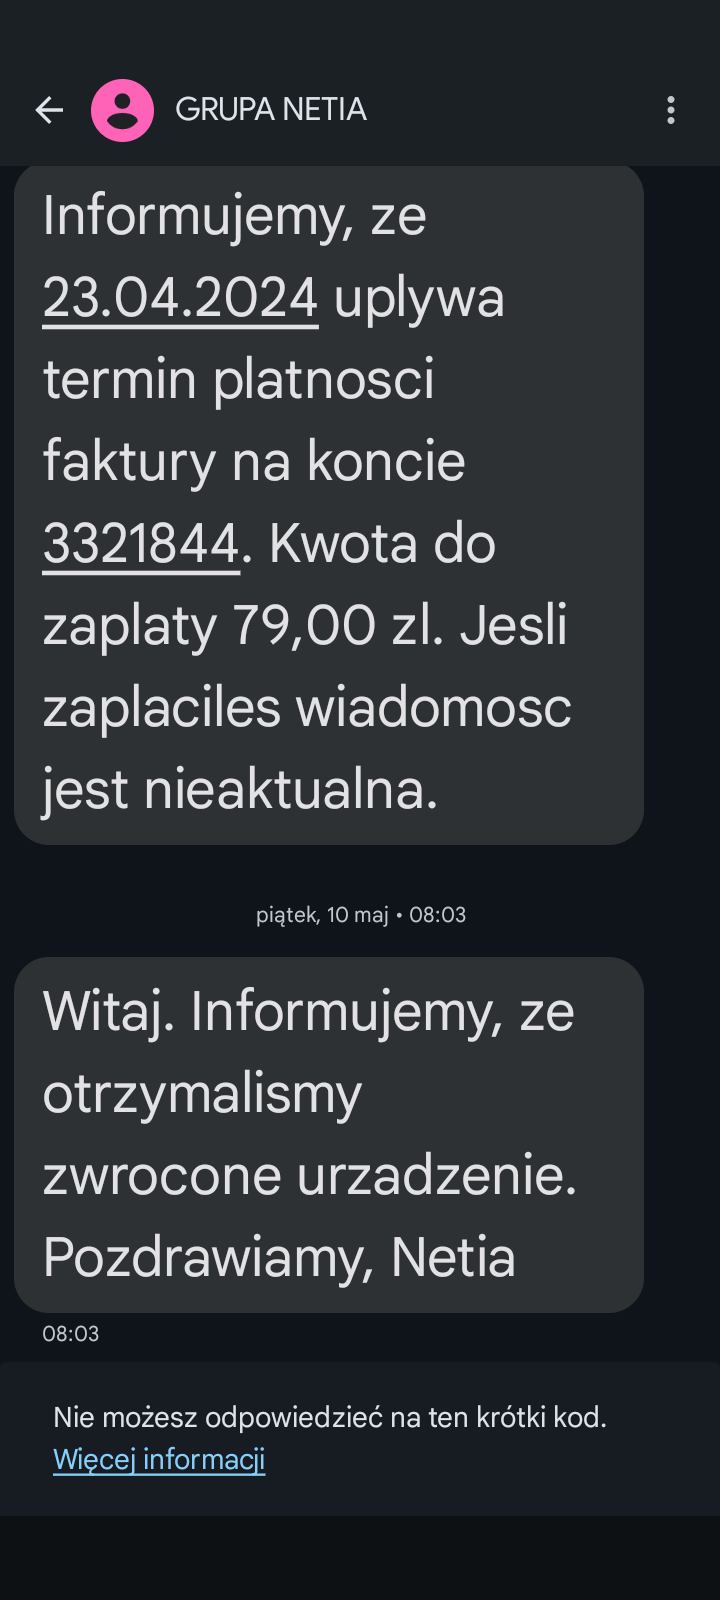 GRUPA NETIA
Informujemy, ze
23.04.2024 uplywa
termin platnosci
faktury na koncie
3321844. Kwota do
zaplaty 79,00 zl. Jesli
zaplaciles wiadomosc
jest nieaktualna.
piątek, 10 maj • 08:03
Witaj. Informujemy, ze
otrzymalismy
zwrocone urzadzenie.
Pozdrawiamy, Netia
08:03
Nie możesz odpowiedzieć na ten krótki kod.
Więcej informacji